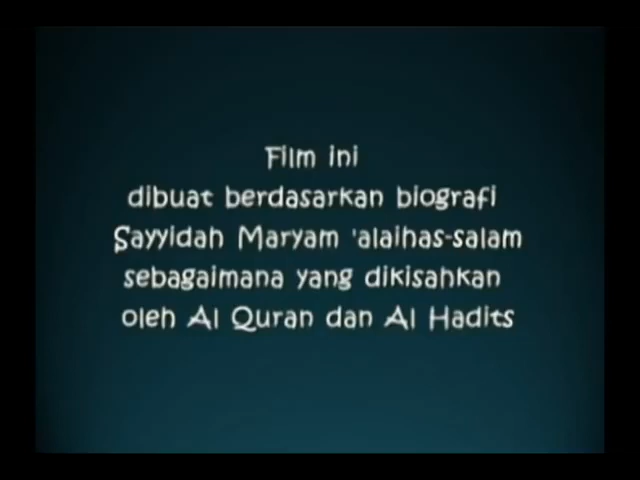 Film ini
dibuat berdasarkan biografi
Sayyidah Maryam 'alaihas-salam
sebagaimana yang dikisahkan
oleh Al Quran dan Al Hadits